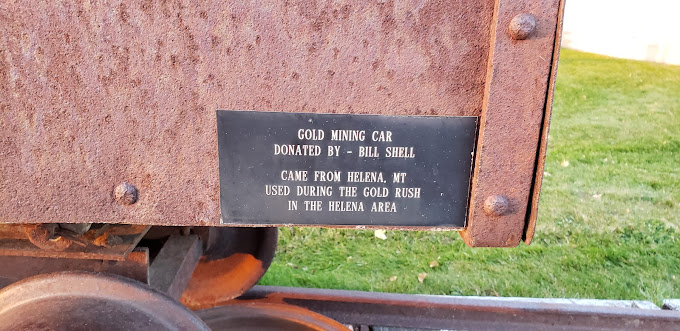 GOLD MINING CAR
DONATED BY - BILL SHELL
CAME FROM HELENA, MT
USED DURING THE GOLD RUSH
IN THE HELENA AREA